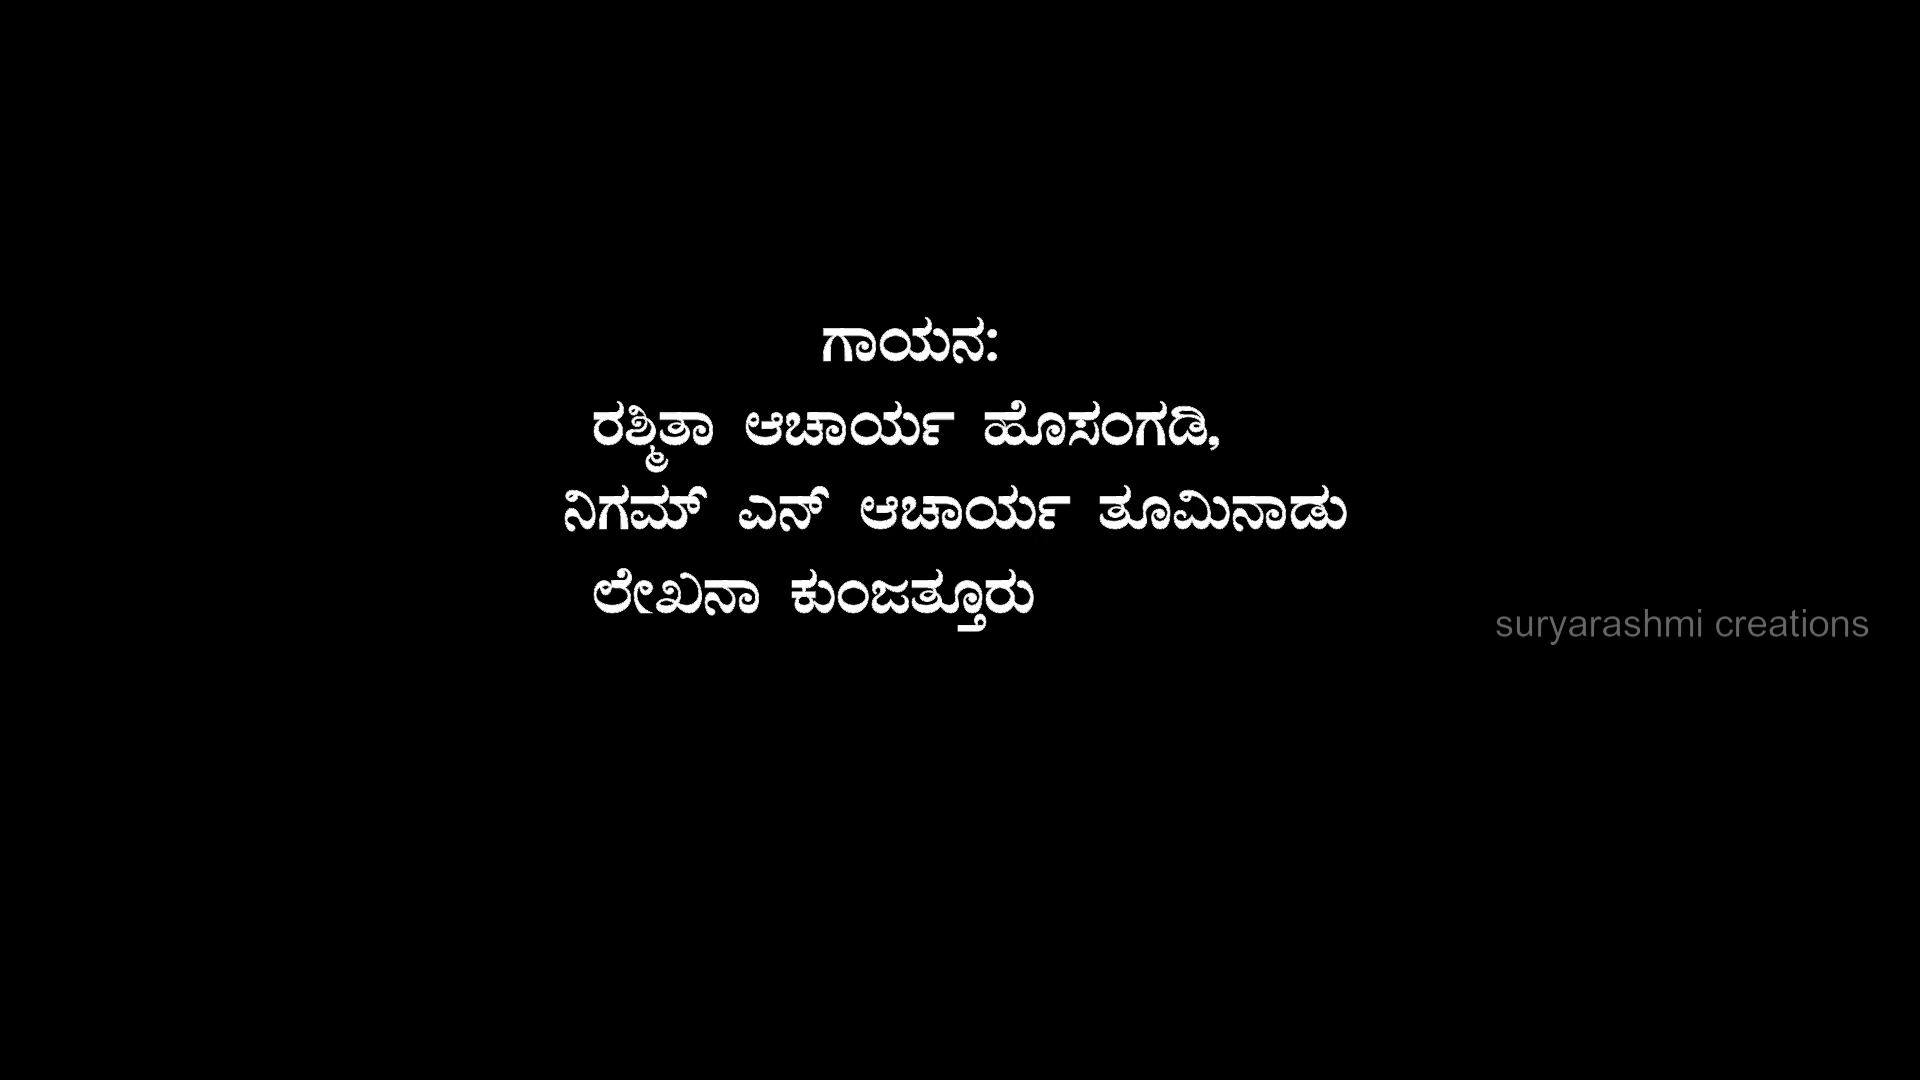 ಗಾಯನ:
ರಶ್ಮಿತಾ ಆಚಾರ್ಯ ಹೊಸಂಗಡಿ,
ನಿಗಮ್ ಎನ್ ಆಚಾರ್ಯ ತೂಮಿನಾಡು
ಲೇಖನಾ ಕುಂಜತ್ತೂರು
suryarashmi creations